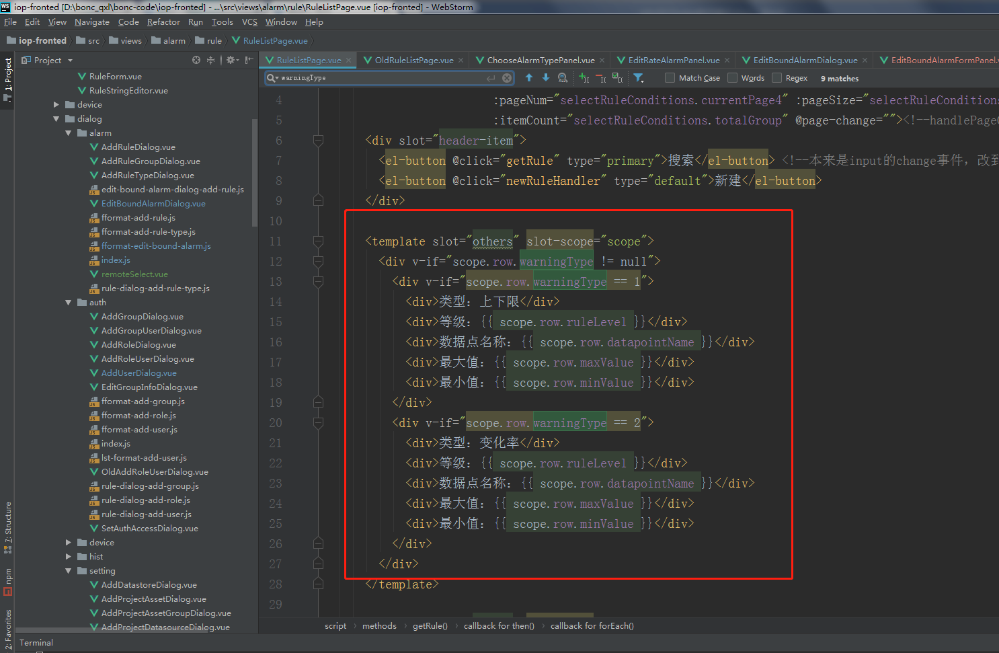 iop-fronted [D:\bonc_qxl\bonc-code\iop-fronted] - ...\src\views\alarm\rule\RuleListPage.vue [iop-fronted] - WebStorm
File Edit View Navigate Code Refactor Run Tools VCS Window Help
iop-fronted src views alarm rule RuleListPage.vue
1: Project
7: Structure
npm
2: Favorites
Project
RuleForm.vue
RuleStringEditor.vue
device
dialog
alarm
AddRuleDialog.vue
AddRuleGroupDialog.vue
AddRuleTypeDialog.vue
edit-bound-alarm-dialog-add-rule.js
EditBoundAlarmDialog.vue
fformat-add-rule.js
fformat-add-rule-type.js
fformat-edit-bound-alarm.js
index.js
remoteSelect.vue
rule-dialog-add-rule-type.js
auth
AddGroupDialog.vue
AddGroupUserDialog.vue
AddRoleDialog.vue
AddRoleUserDialog.vue
AddUserDialog.vue
EditGroupInfoDialog.vue
fformat-add-group.js
fformat-add-role.js
fformat-add-user.js
index.js
lst-format-add-user.js
OldAddRoleUserDialog.vue
rule-dialog-add-group.js
rule-dialog-add-role.js
rule-dialog-add-user.js
SetAuthAccessDialog.vue
device
hist
setting
AddDatastoreDialog.vue
AddProjectAssetDialog.vue
AddProjectAssetGroupDialog.vue
AddProjectDatasourceDialog.vue
RuleListPage.vue OldRuleListPage.vue ChooseAlarmTypePanel.vue EditRateAlarmPanel.vue EditBoundAlarmDialog.vue EditBoundAlarmFormPanel.
warningType Match Case Words Regex 9 matches
4 :pageNum="selectRuleConditions.currentPage4" :pageSize="selectRuleConditions
5 :itemCount="selectRuleConditions.totalGroup" @page-change=""><!--handlePage
6 <div slot="header-item">
7 <el-button @click="getRule" type="primary">搜索</el-button> <!--本来是input的change事件，改到
8 <el-button @click="newRuleHandler" type="default">新建</el-button>
9 </div>
10
11 <template slot="others" slot-scope="scope">
12 <div v-if="scope.row.warningType != null">
13 <div v-if="scope.row.warningType == 1">
14 <div>类型：上下限</div>
15 <div>等级：{{ scope.row.ruleLevel }}</div>
16 <div>数据点名称：{{ scope.row.datapointName }}</div>
17 <div>最大值：{{ scope.row.maxValue }}</div>
18 <div>最小值：{{ scope.row.minValue }}</div>
19 </div>
20 <div v-if="scope.row.warningType == 2">
21 <div>类型：变化率</div>
22 <div>等级：{{ scope.row.ruleLevel }}</div>
23 <div>数据点名称：{{ scope.row.datapointName }}</div>
24 <div>最大值：{{ scope.row.maxValue }}</div>
25 <div>最小值：{{ scope.row.minValue }}</div>
26 </div>
27 </div>
28 </template>
29
script methods getRule() callback for then() callback for forEach()
Terminal